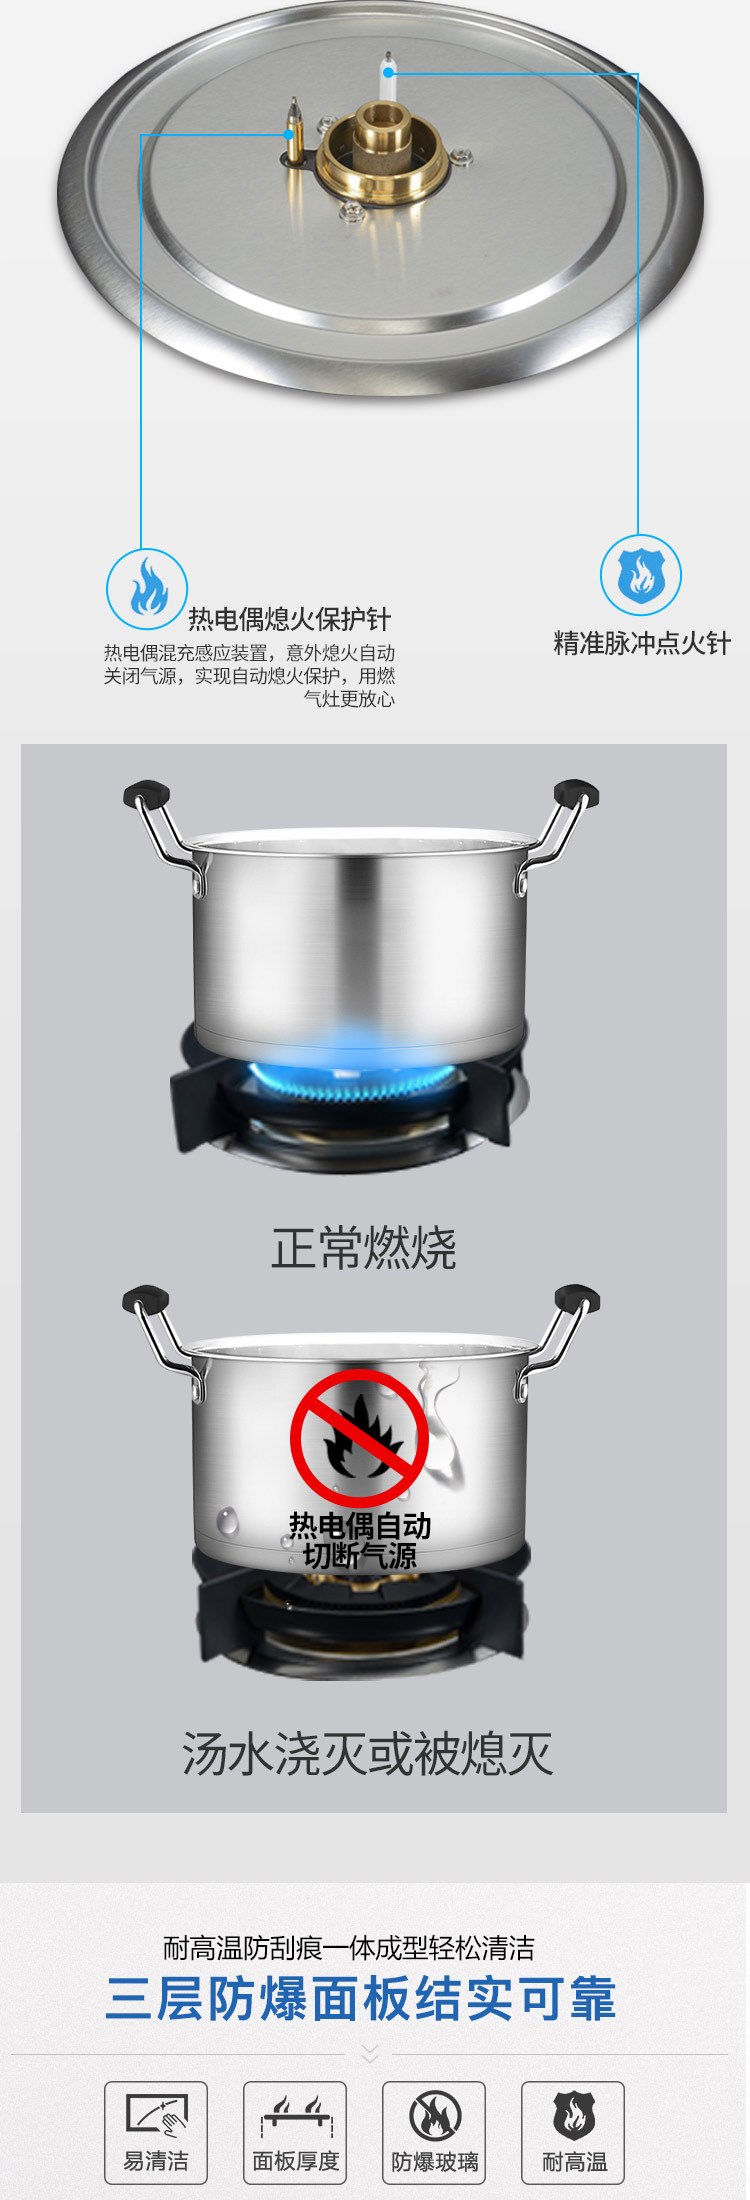 热电偶熄火保护针
热电偶混充感应装置，意外熄火自动
关闭气源，实现自动熄火保护，用燃
气灶更放心
精准脉冲点火针
正常燃烧
热电偶自动
切断气源
汤水浇灭或被熄灭
耐高温防刮痕一体成型轻松清洁
三层防爆面板结实可靠
易清洁
面板厚度
防爆玻璃
耐高温